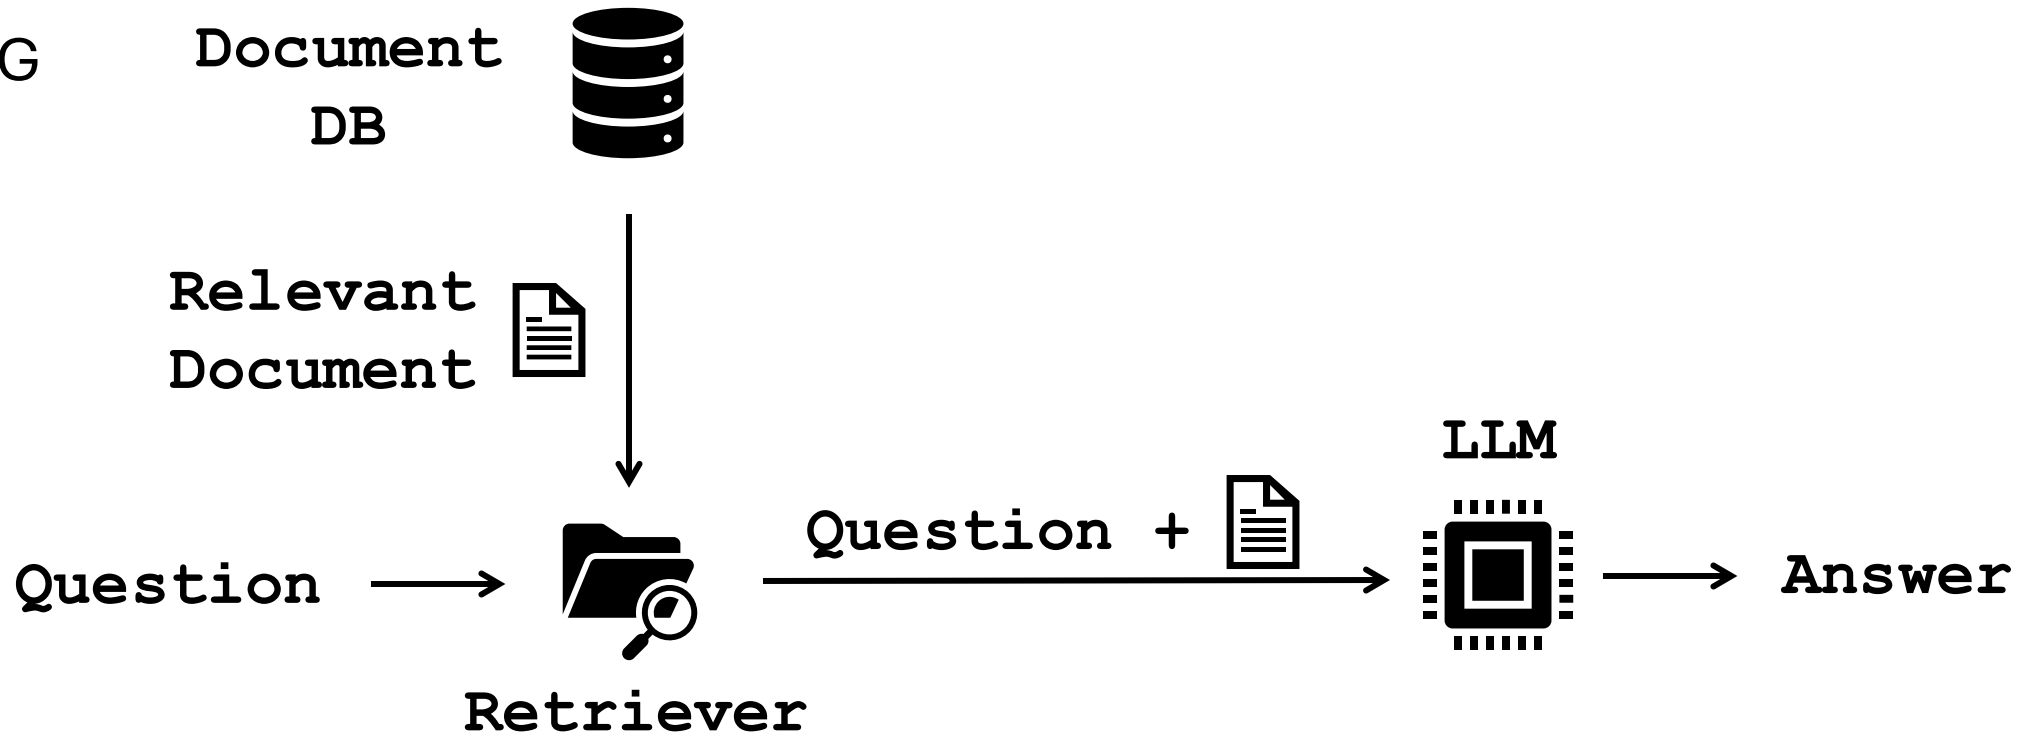 G
Document
DB
Relevant
Document
LLM
Question +
Question
Answer
Retriever